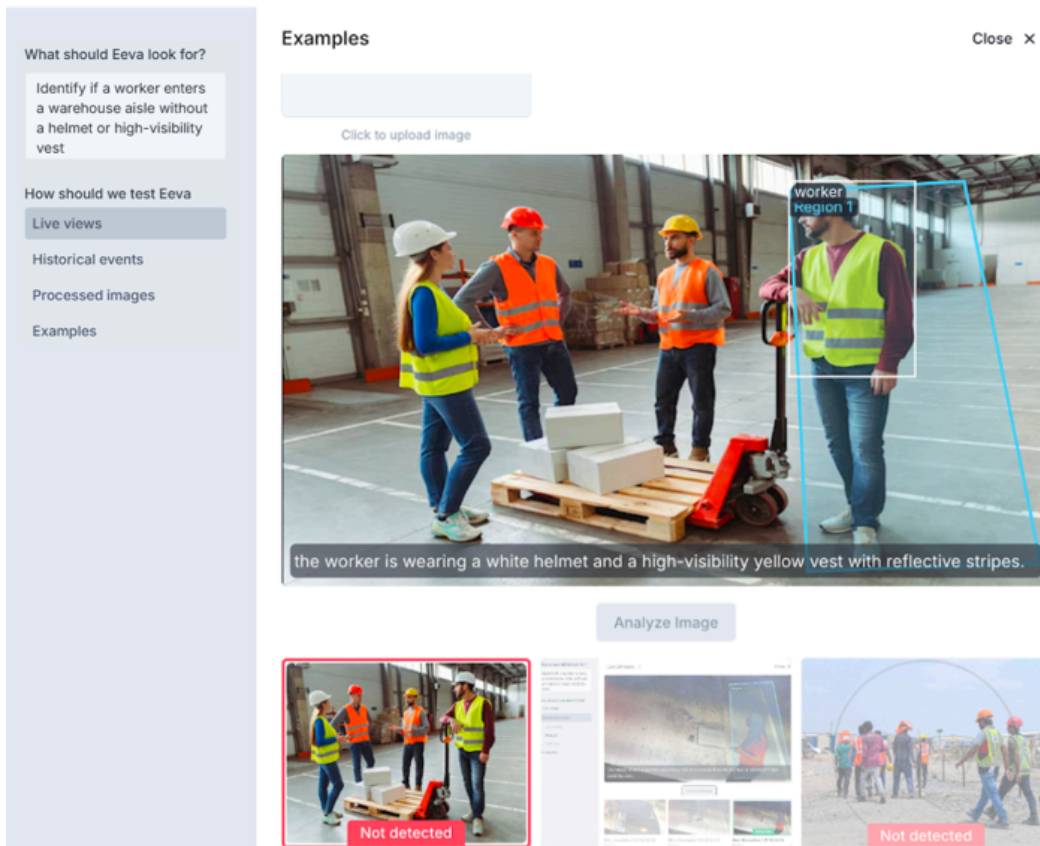 What should Eeva look for?
Identify if a worker enters
a warehouse aisle without
a helmet or high-visibility
vest
How should we test Eeva
Live views
Historical events
Processed images
Examples
Examples
Close ×
Click to upload image
worker
Region 1
the worker is wearing a white helmet and a high-visibility yellow vest with reflective stripes.
Analyze Image
Not detected
Not detected